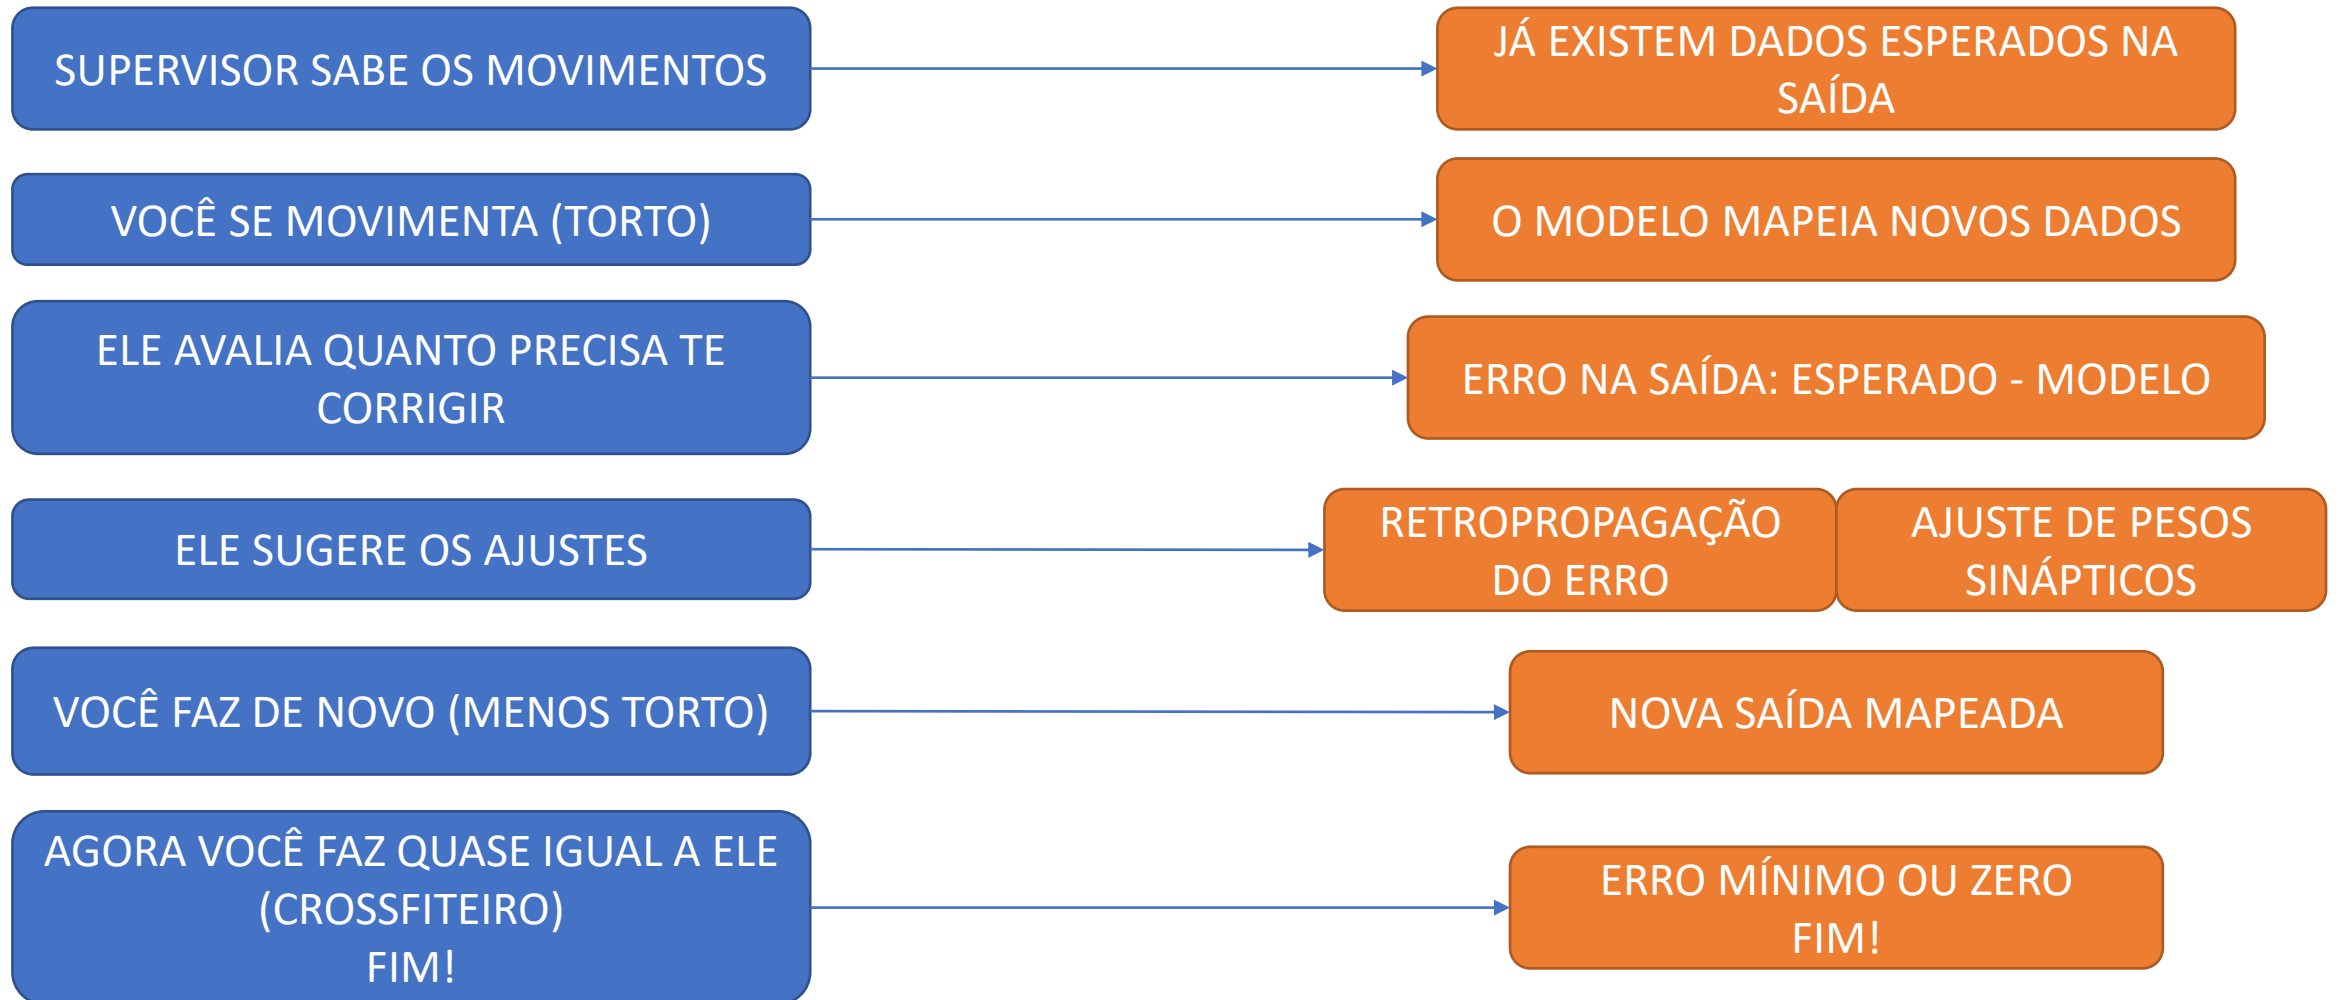 SUPERVISOR SABE OS MOVIMENTOS
JÁ EXISTEM DADOS ESPERADOS NA
SAÍDA
VOCÊ SE MOVIMENTA (TORTO)
O MODELO MAPEIA NOVOS DADOS
ELE AVALIA QUANTO PRECISA TE
CORRIGIR
ERRO NA SAÍDA: ESPERADO - MODELO
ELE SUGERE OS AJUSTES
RETROPROPAGAÇÃO
DO ERRO
AJUSTE DE PESOS
SINÁPTICOS
VOCÊ FAZ DE NOVO (MENOS TORTO)
NOVA SAÍDA MAPEADA
AGORA VOCÊ FAZ QUASE IGUAL A ELE
(CROSSFITEIRO)
FIM!
ERRO MÍNIMO OU ZERO
FIM!